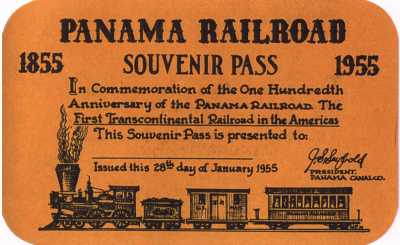 PANAMA RAILROAD
1855 SOUVENIR PASS 1955
In Commemoration of the One Hundredth
Anniversary of the PANAMA RAILROAD. The
First Transcontinental Railroad in the Americas
This Souvenir Pass is presented to:
Issued this 28th day of January 1955
PRESIDENT.
PANAMA CANAL CO.